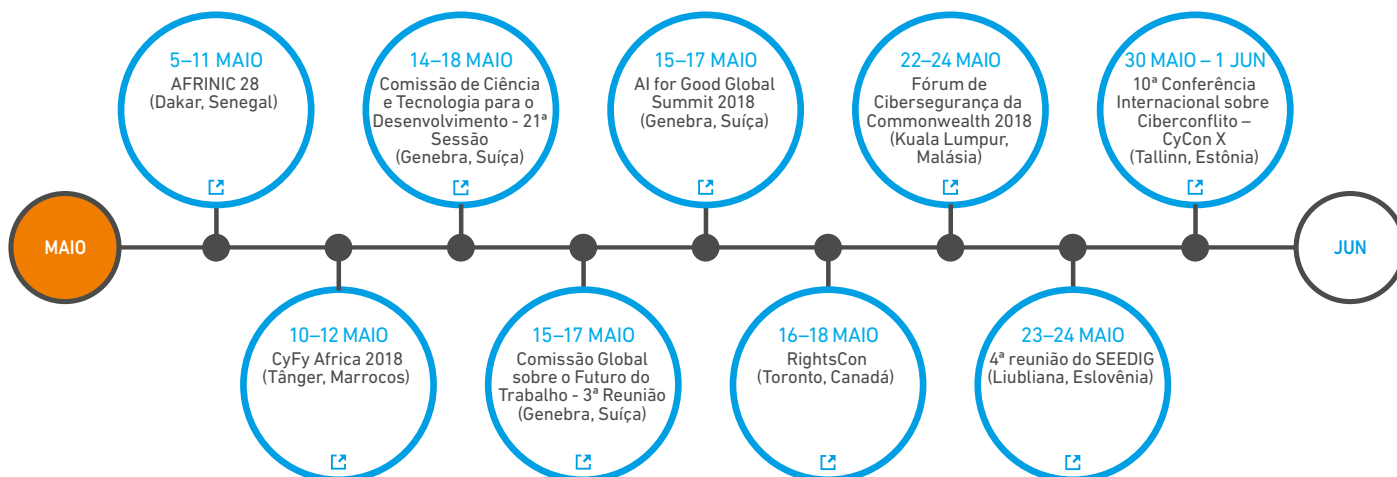 5–11 MAIO
AFRINIC 28
(Dakar, Senegal)
14–18 MAIO
Comissão de Ciência
e Tecnologia para o
Desenvolvimento - 21ª
Sessão
(Genebra, Suíça)
15–17 MAIO
AI for Good Global
Summit 2018
(Genebra, Suíça)
22–24 MAIO
Fórum de
Cibersegurança da
Commonwealth 2018
(Kuala Lumpur,
Malásia)
30 MAIO – 1 JUN
10ª Conferência
Internacional sobre
Ciberconflito –
CyCon X
(Tallinn, Estônia)
MAIO
JUN
10–12 MAIO
CyFy Africa 2018
(Tânger, Marrocos)
15–17 MAIO
Comissão Global
sobre o Futuro do
Trabalho - 3ª Reunião
(Genebra, Suíça)
16–18 MAIO
RightsCon
(Toronto, Canadá)
23–24 MAIO
4ª reunião do SEEDIG
(Liubliana, Eslovênia)